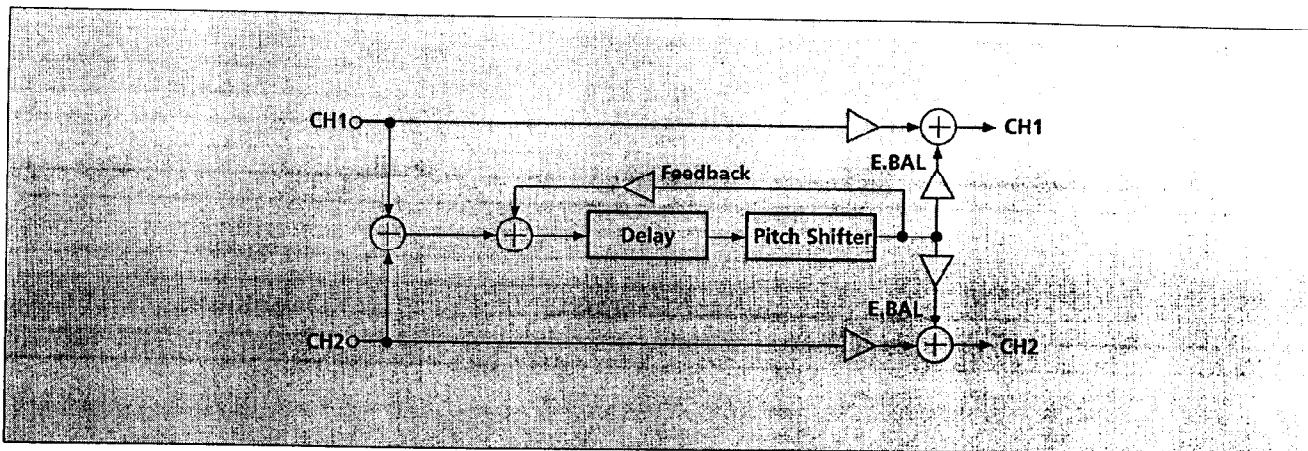 CH1
CH1
E.BAL
Feedback
Delay
Pitch Shifter
E.BAL
CH2
CH2